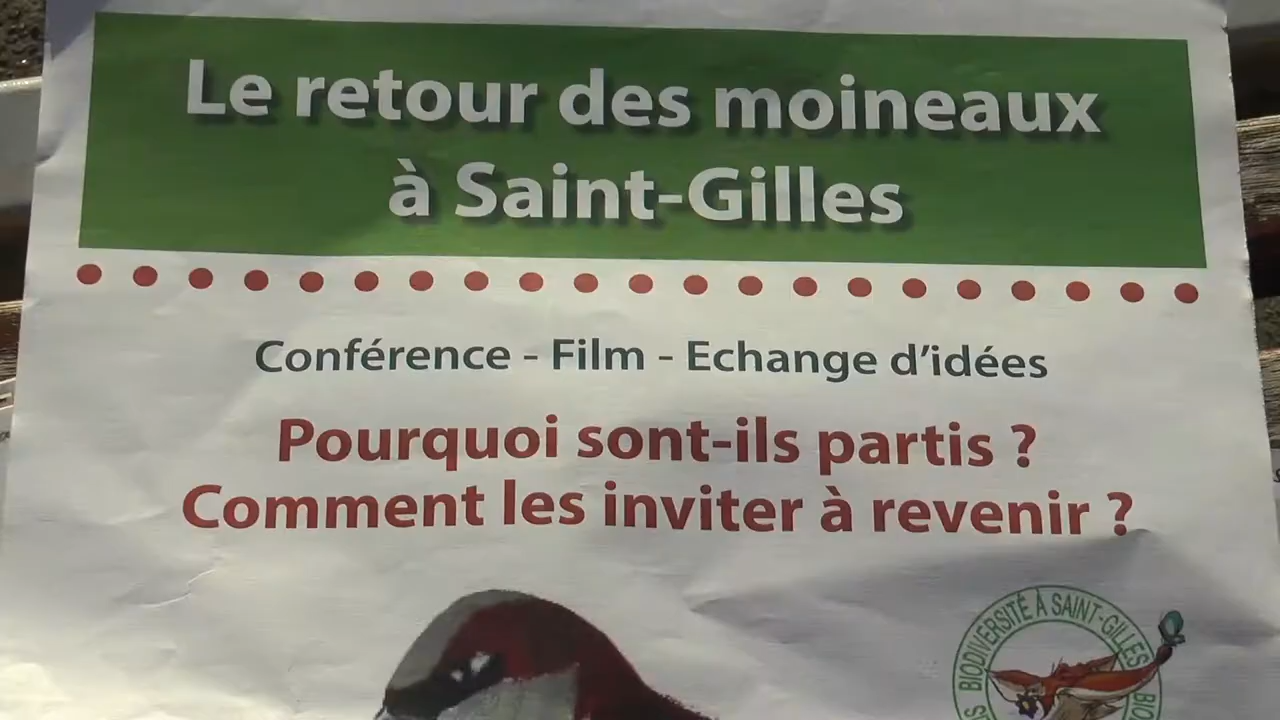 Le retour des moineaux
à Saint-Gilles
Conférence - Film - Echange d'idées
Pourquoi sont-ils partis ?
Comment les inviter à revenir ?
BIODIVERSITÉ À SAINT-GILLES